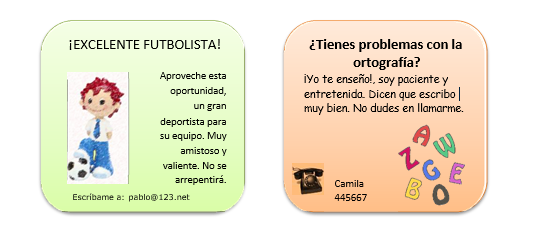 ¡EXCELENTE FUTBOLISTA!
Aproveche esta
oportunidad,
un gran
deportista para
su equipo. Muy
amistoso y
valiente. No se
arrepentirá.
Escríbame a: pablo@123.net
¿Tienes problemas con la
ortografía?
¡Yo te enseño!, soy paciente y
entretenida. Dicen que escribo
muy bien. No dudes en llamarme.
Camila
445667
A
W
Z
G
E
B
O